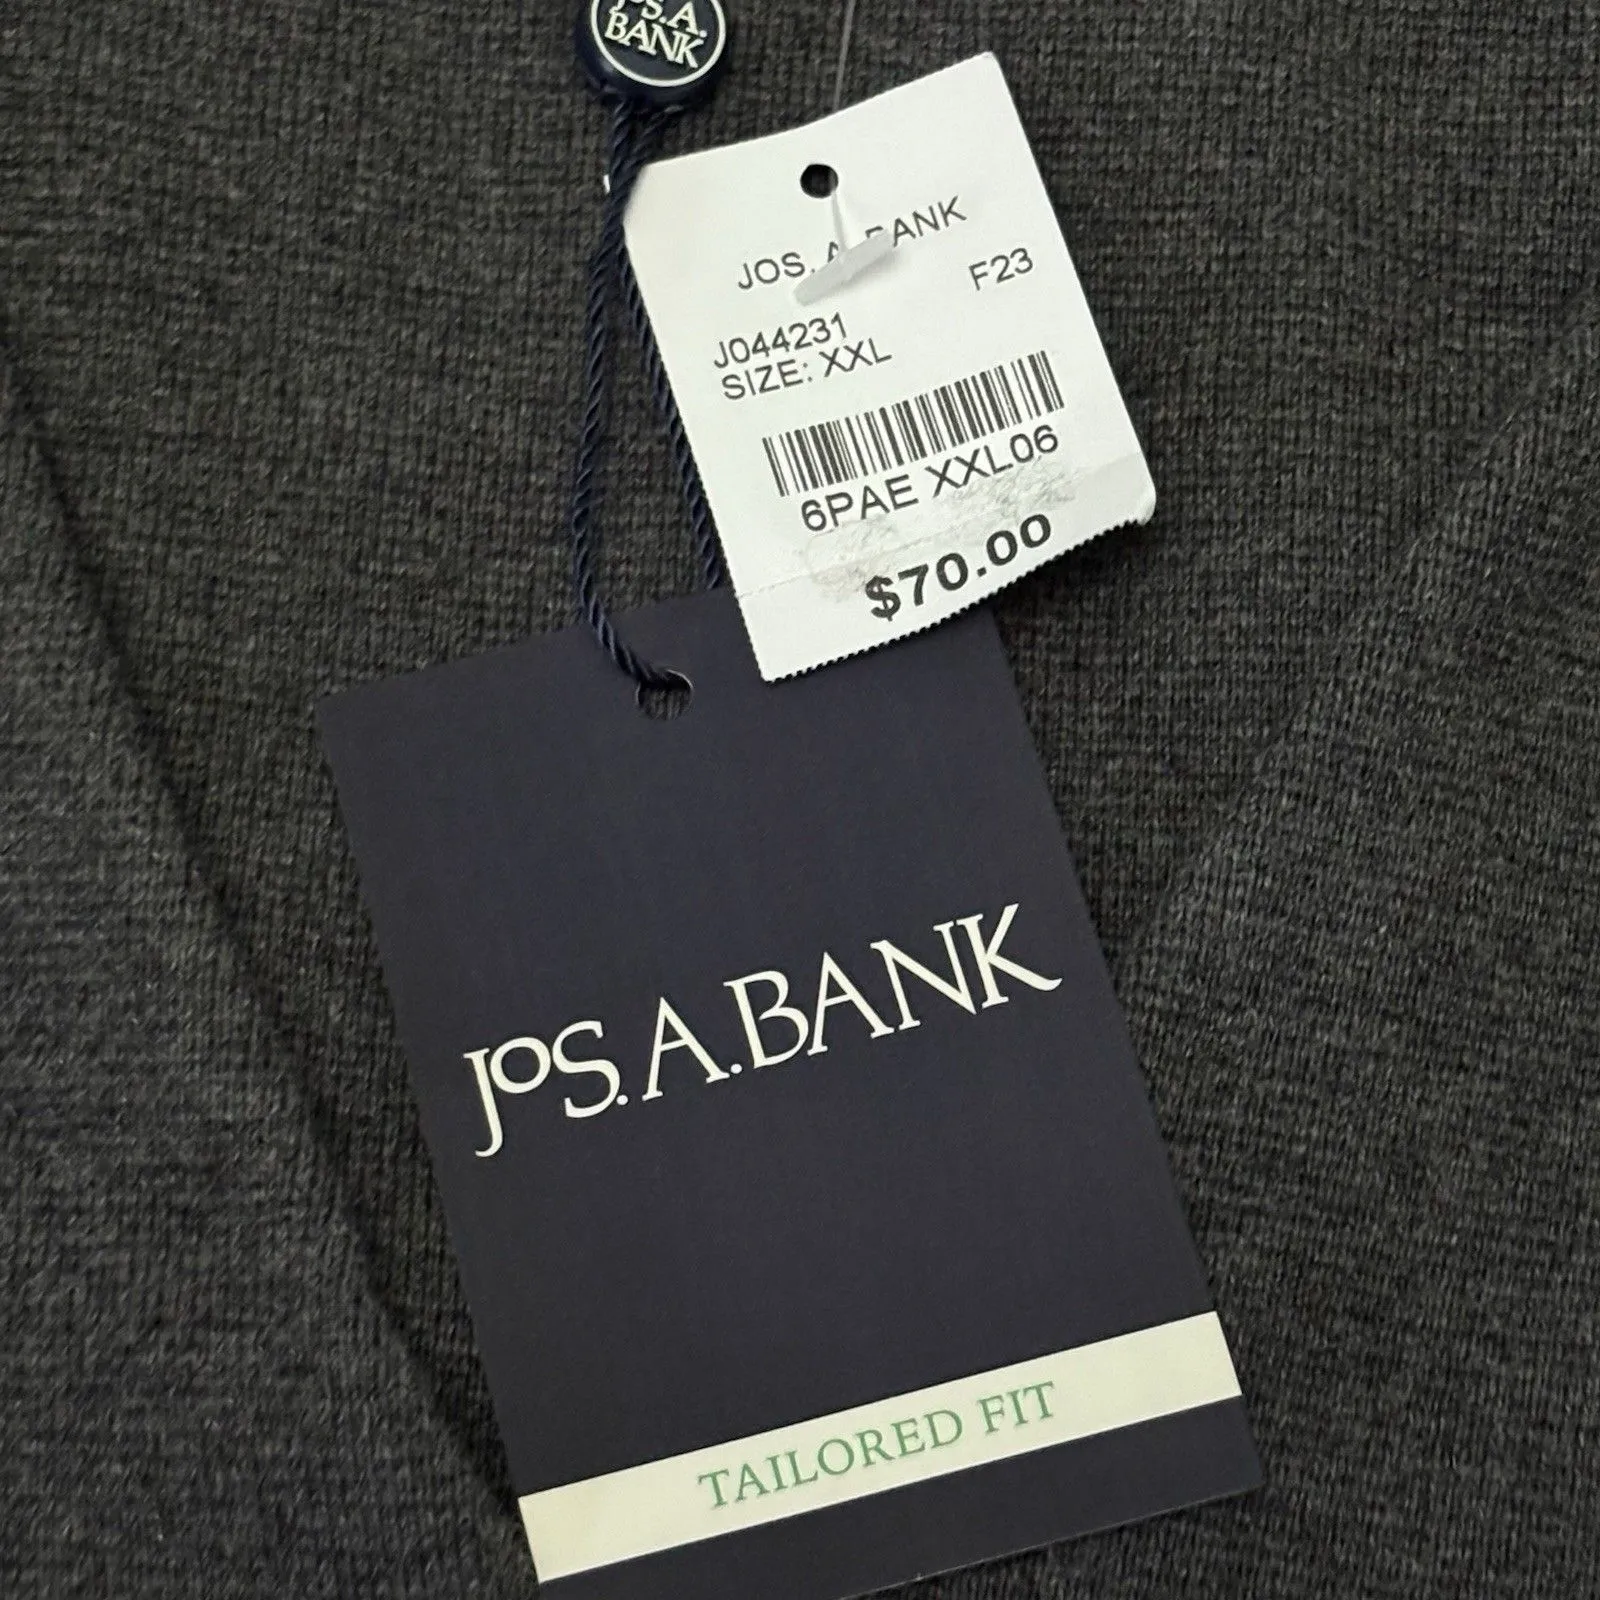 JOS. A.
BANK
JOS. A. BANK
F23
J044231
SIZE: XXL
6PAE XXL06
$70.00
JOS. A. BANK
TAILORED FIT